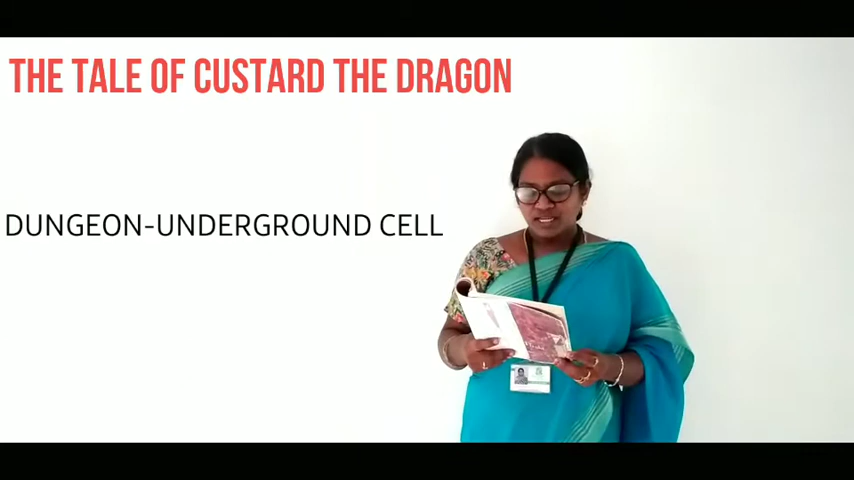 THE TALE OF CUSTARD THE DRAGON
DUNGEON-UNDERGROUND CELL